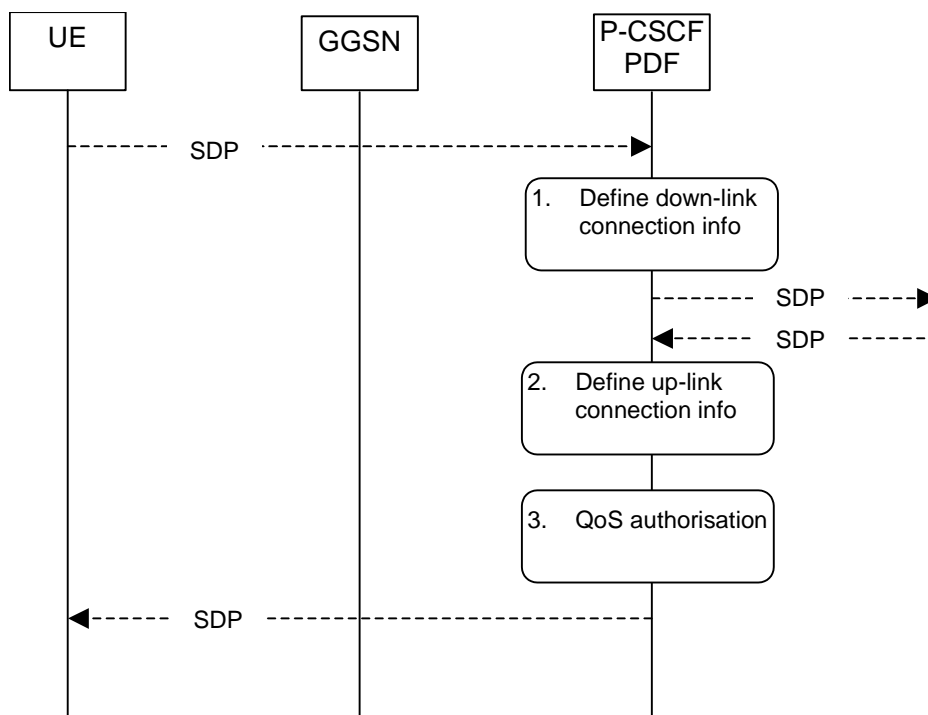 UE
GGSN
P-CSCF
PDF
SDP
1. Define down-link
connection info
SDP
SDP
2. Define up-link
connection info
3. QoS authorisation
SDP